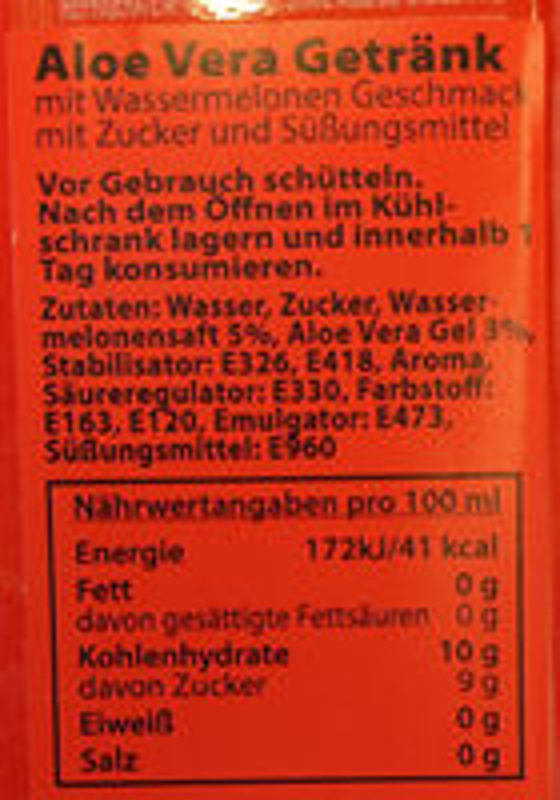 Aloe Vera Getränk
mit Wassermelonen Geschmack
mit Zucker und Süßungsmittel
Vor Gebrauch schütteln.
Nach dem Öffnen im Kühl-
schrank lagern und innerhalb 1
Tag konsumieren.
Zutaten: Wasser, Zucker, Wasser-
melonensaft 5%, Aloe Vera Gel 3%,
Stabilisator: E326, E418, Aroma,
Säureregulator: E330, Farbstoff:
E163, E120, Emulgator: E473,
Süßungsmittel: E960
Nährwertangaben pro 100 ml
Energie 172kJ/41 kcal
Fett 0 g
davon gesättigte Fettsäuren 0 g
Kohlenhydrate 10 g
davon Zucker 9 g
Eiweiß 0 g
Salz 0 g